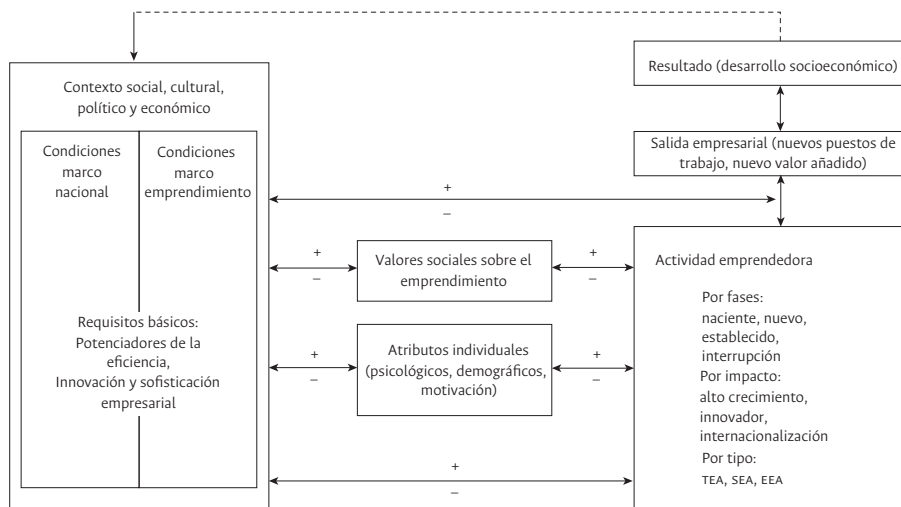 Resultado (desarrollo socioeconómico)
Contexto social, cultural,
político y económico
Condiciones
marco
nacional
Condiciones
marco
emprendimiento
Requisitos básicos:
Potenciadores de la
eficiencia,
Innovación y sofisticación
empresarial
Salida empresarial (nuevos puestos de
trabajo, nuevo valor añadido)
+
–
+
–
Valores sociales sobre el
emprendimiento
+
–
+
–
Atributos individuales
(psicológicos, demográficos,
motivación)
+
–
+
–
Actividad emprendedora
Por fases:
naciente, nuevo,
establecido,
interrupción
Por impacto:
alto crecimiento,
innovador,
internacionalización
Por tipo:
TEA, SEA, EEA